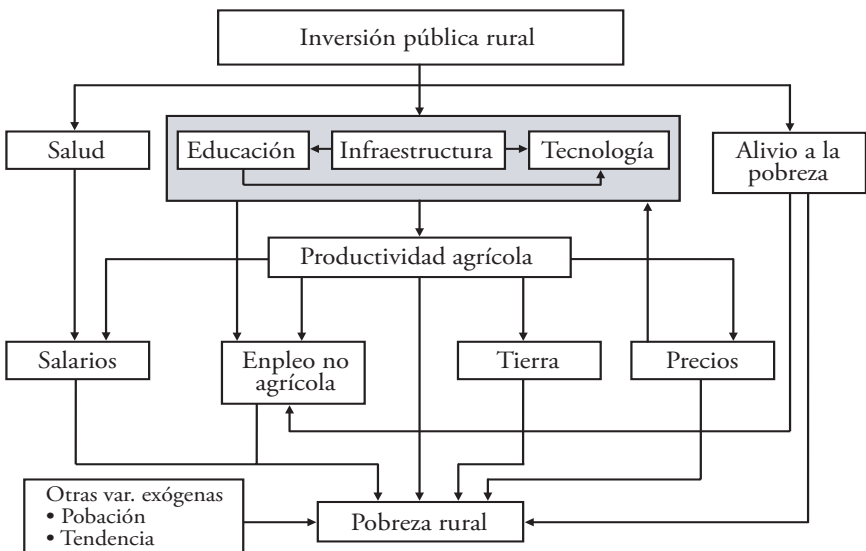 Inversión pública rural
Salud
Educación
Infraestructura
Tecnología
Alivio a la
pobreza
Productividad agrícola
Salarios
Enpleo no
agrícola
Tierra
Precios
Otras var. exógenas
• Pobación
• Tendencia
Pobreza rural